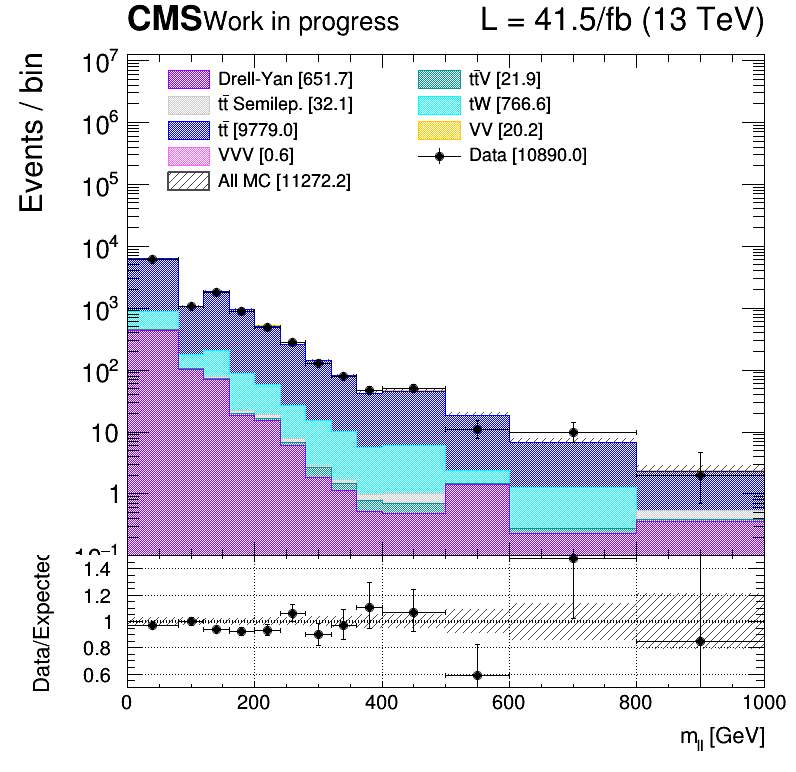 CMS Work in progress L = 41.5/fb (13 TeV)
Events / bin
Drell-Yan [651.7]
tt̄V [21.9]
tt̄ Semilep. [32.1]
tW [766.6]
tt̄ [9779.0]
VV [20.2]
VVV [0.6]
Data [10890.0]
All MC [11272.2]
10⁷
10⁶
10⁵
10⁴
10³
10²
10
1
10⁻¹
Data/Expected
1.4
1.2
1
0.8
0.6
0 200 400 600 800 1000
m_ll [GeV]